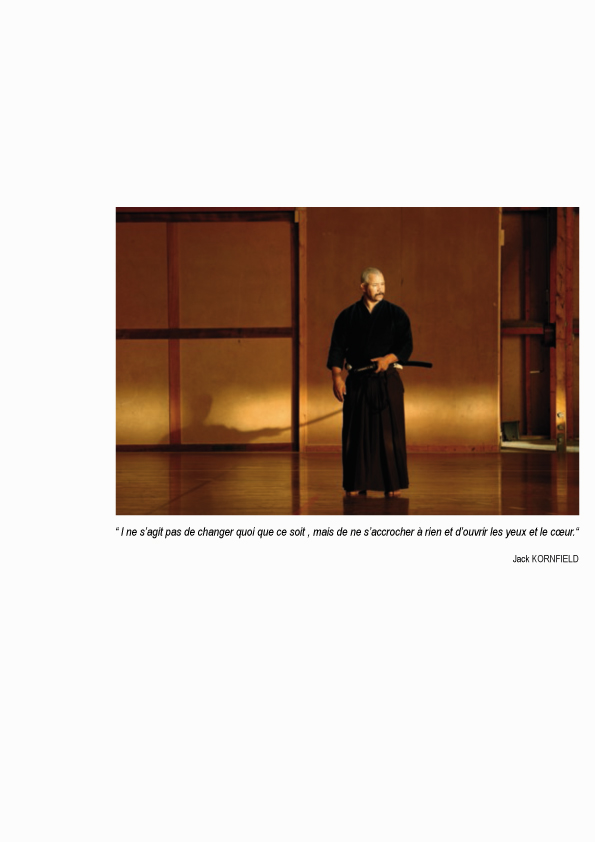 “ I ne s’agit pas de changer quoi que ce soit , mais de ne s’accrocher à rien et d’ouvrir les yeux et le cœur.“
Jack KORNFIELD